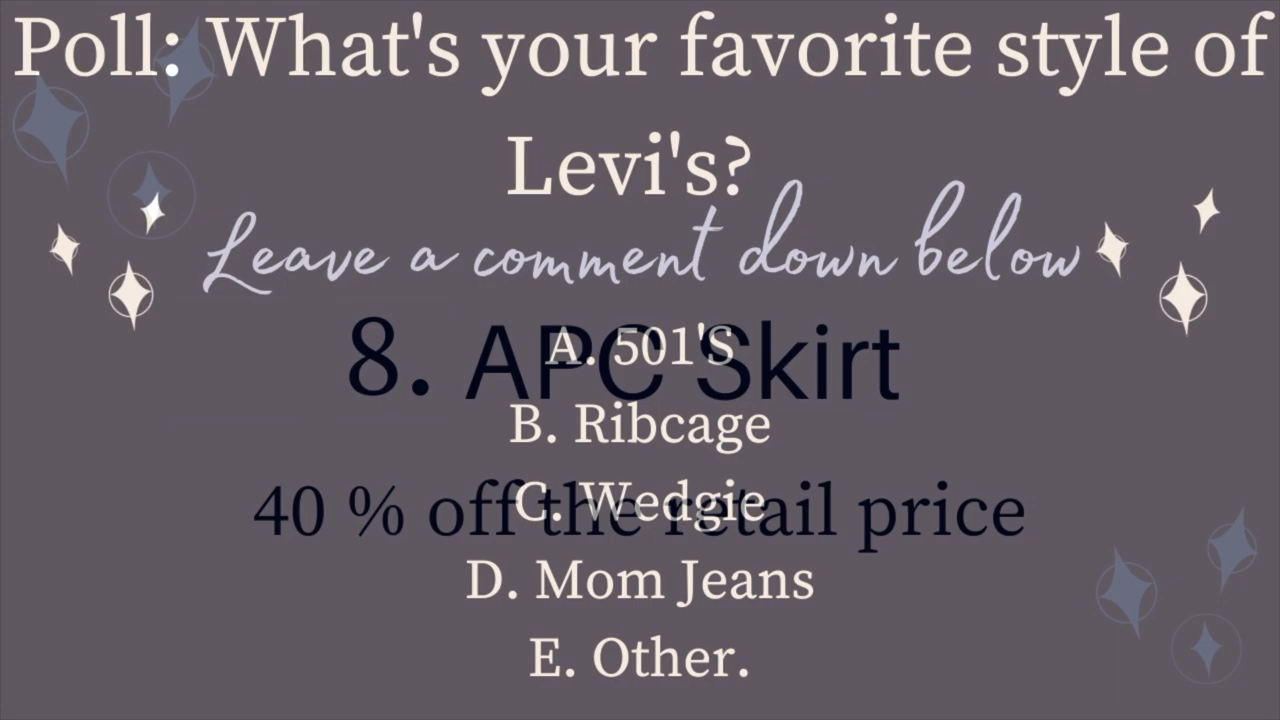 Poll: What's your favorite style of
Levi's?
Leave a comment down below
8. APC Skirt
A. 501'S
B. Ribcage
40 % off the retail price
C. Wedgie
D. Mom Jeans
E. Other.